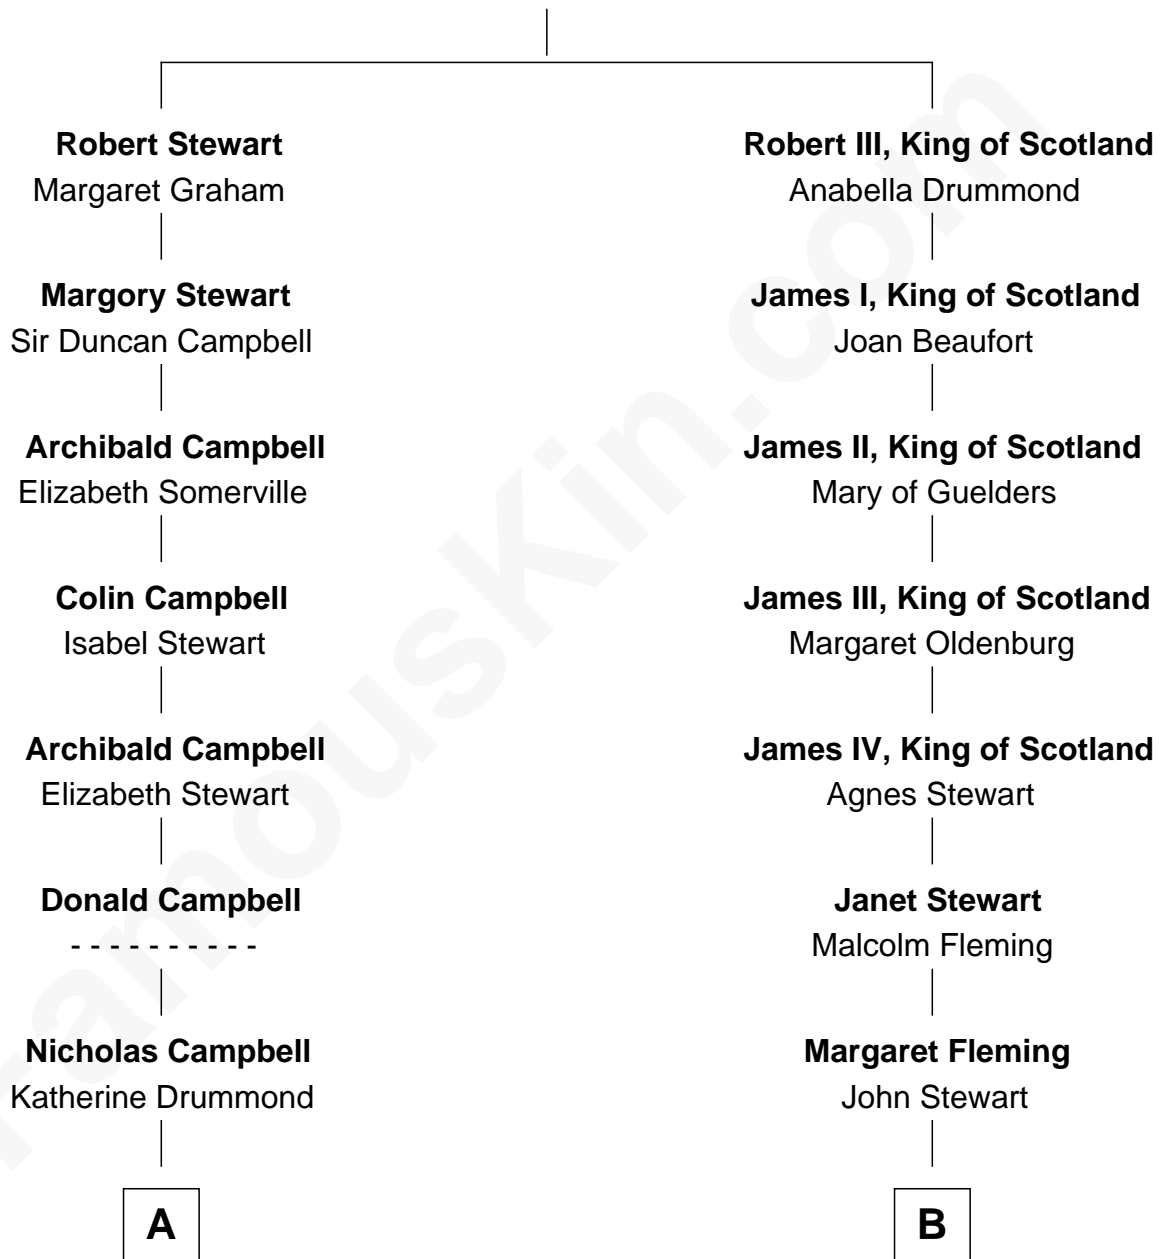 Robert Stewart
Margaret Graham
Margory Stewart
Sir Duncan Campbell
Archibald Campbell
Elizabeth Somerville
Colin Campbell
Isabel Stewart
Archibald Campbell
Elizabeth Stewart
Donald Campbell
- - - - - - - - - -
Nicholas Campbell
Katherine Drummond
A
Robert III, King of Scotland
Anabella Drummond
James I, King of Scotland
Joan Beaufort
James II, King of Scotland
Mary of Guelders
James III, King of Scotland
Margaret Oldenburg
James IV, King of Scotland
Agnes Stewart
Janet Stewart
Malcolm Fleming
Margaret Fleming
John Stewart
B
FamousKin.com